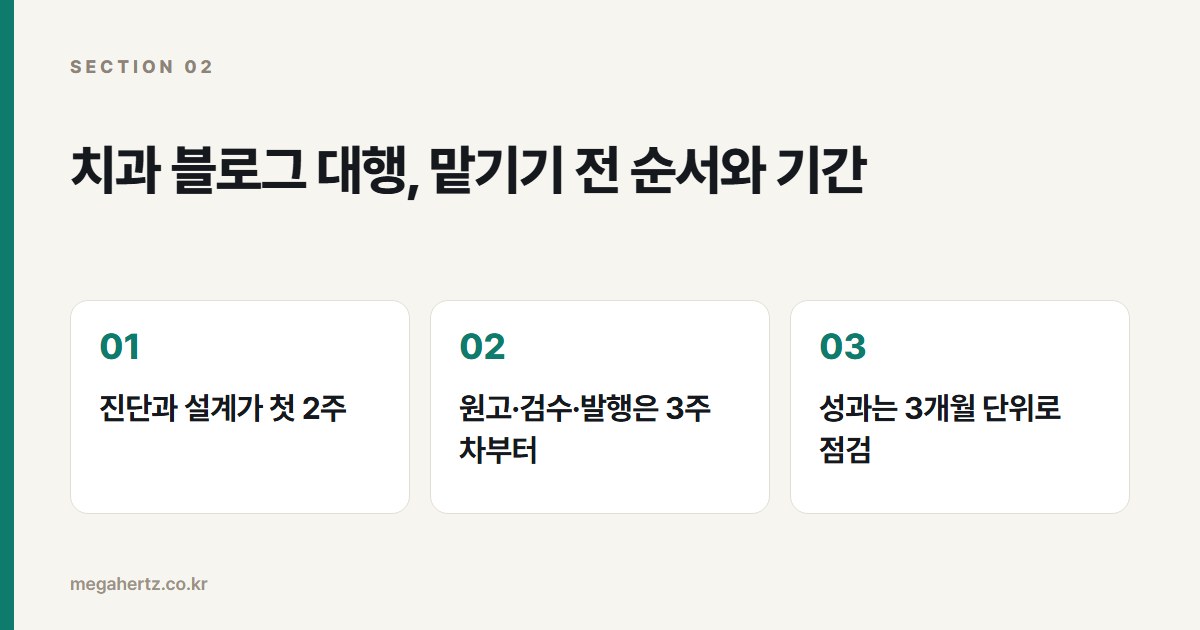 SECTION 02
치과 블로그 대행, 맡기기 전 순서와 기간
01
진단과 설계가 첫 2주
02
원고·검수·발행은 3주
차부터
03
성과는 3개월 단위로
점검
megahertz.co.kr